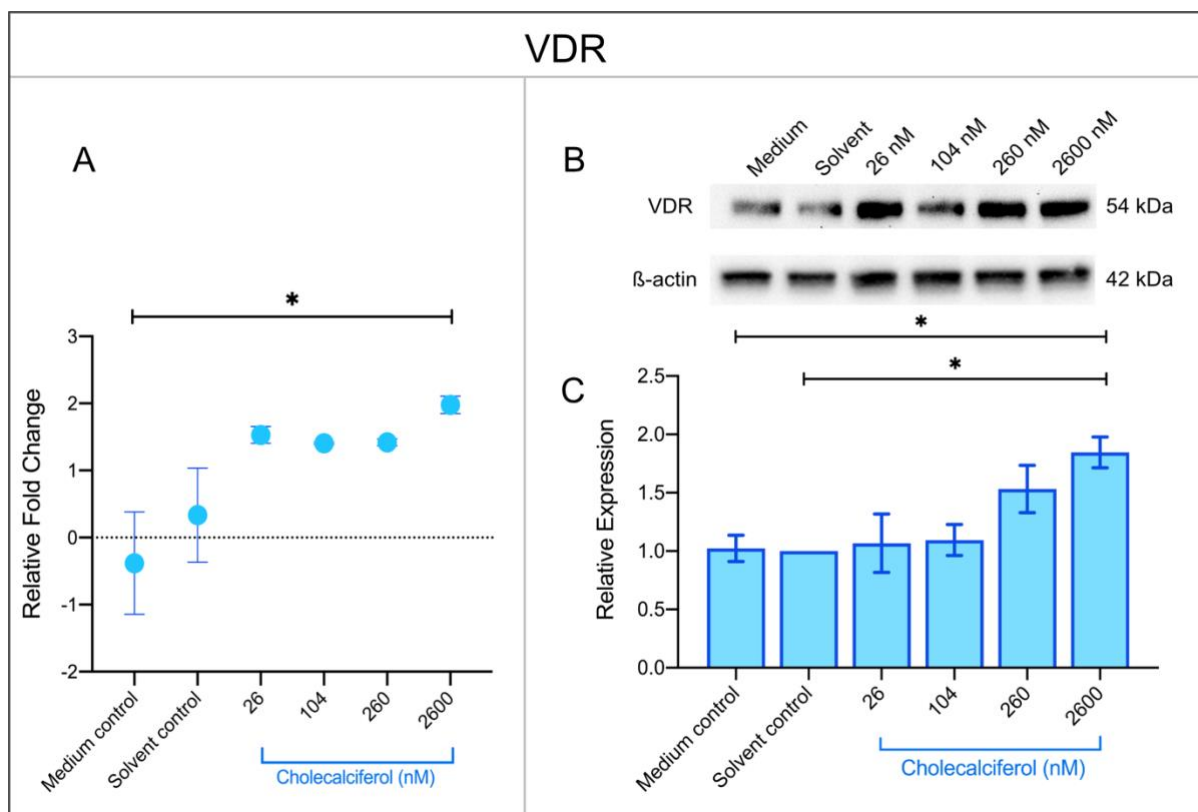 VDR
A
*
Relative Fold Change
3
2
1
0
-1
-2
Medium control
Solvent control
26
104
260
2600
Cholecalciferol (nM)
B
Medium
Solvent
26 nM
104 nM
260 nM
2600 nM
VDR
54 kDa
ß-actin
42 kDa
*
*
C
Relative Expression
2.5
2.0
1.5
1.0
0.5
0.0
Medium control
Solvent control
26
104
260
2600
Cholecalciferol (nM)